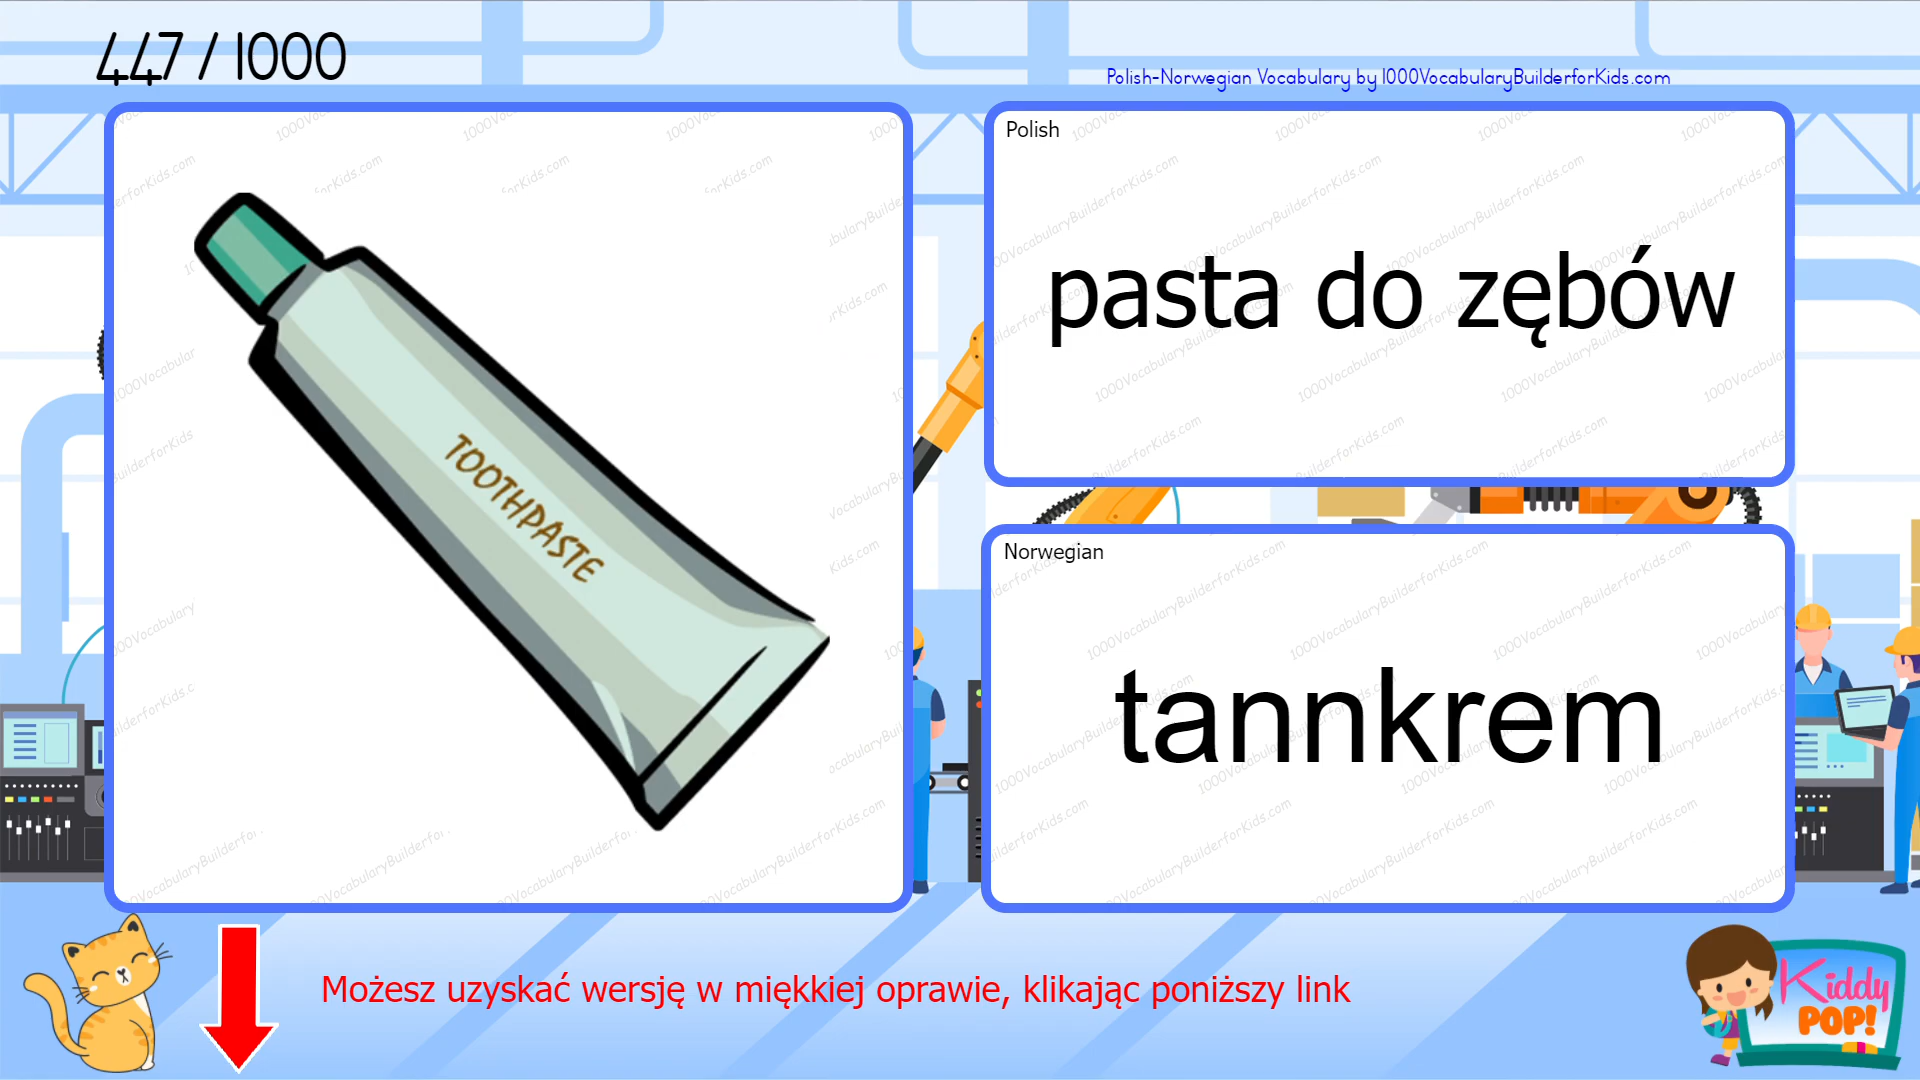 447 / 1000
Polish-Norwegian Vocabulary by 1000VocabularyBuilderforKids.com
TOOTHPASTE
Polish
pasta do zębów
Norwegian
tannkrem
Możesz uzyskać wersję w miękkiej oprawie, klikając poniższy link
Kiddy
POP!